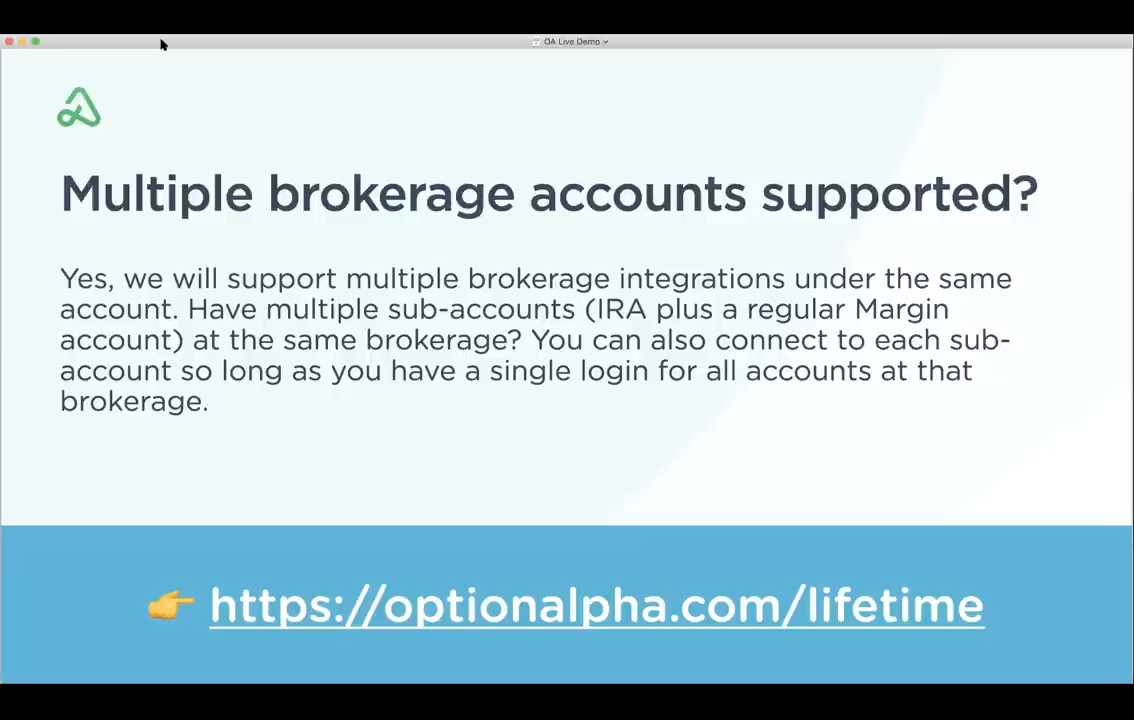 OA Live Demo
Multiple brokerage accounts supported?
Yes, we will support multiple brokerage integrations under the same
account. Have multiple sub-accounts (IRA plus a regular Margin
account) at the same brokerage? You can also connect to each sub-
account so long as you have a single login for all accounts at that
brokerage.
https://optionalpha.com/lifetime